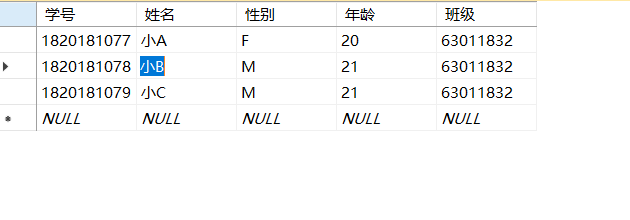 学号 姓名 性别 年龄 班级
1820181077 小A F 20 63011832
1820181078 小B M 21 63011832
1820181079 小C M 21 63011832
NULL NULL NULL NULL NULL